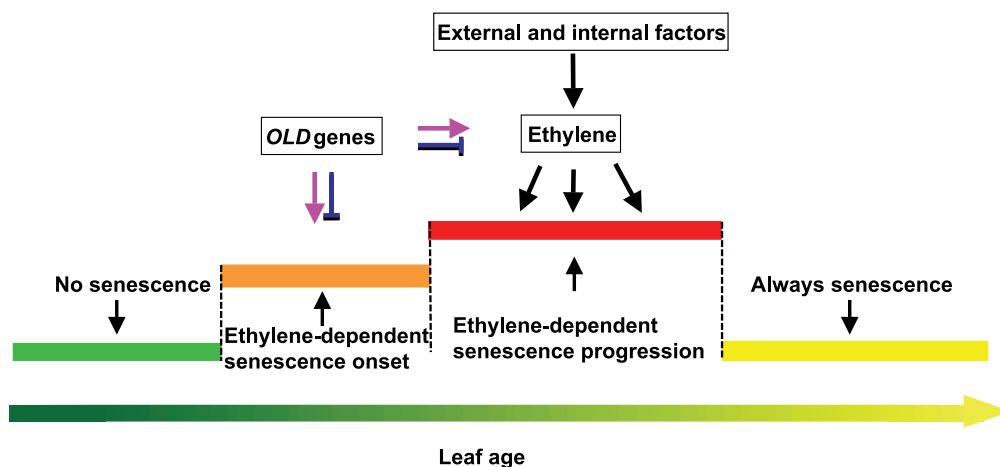 External and internal factors
OLD genes
Ethylene
No senescence
Always senescence
Ethylene-dependent
senescence onset
Ethylene-dependent
senescence progression
Leaf age